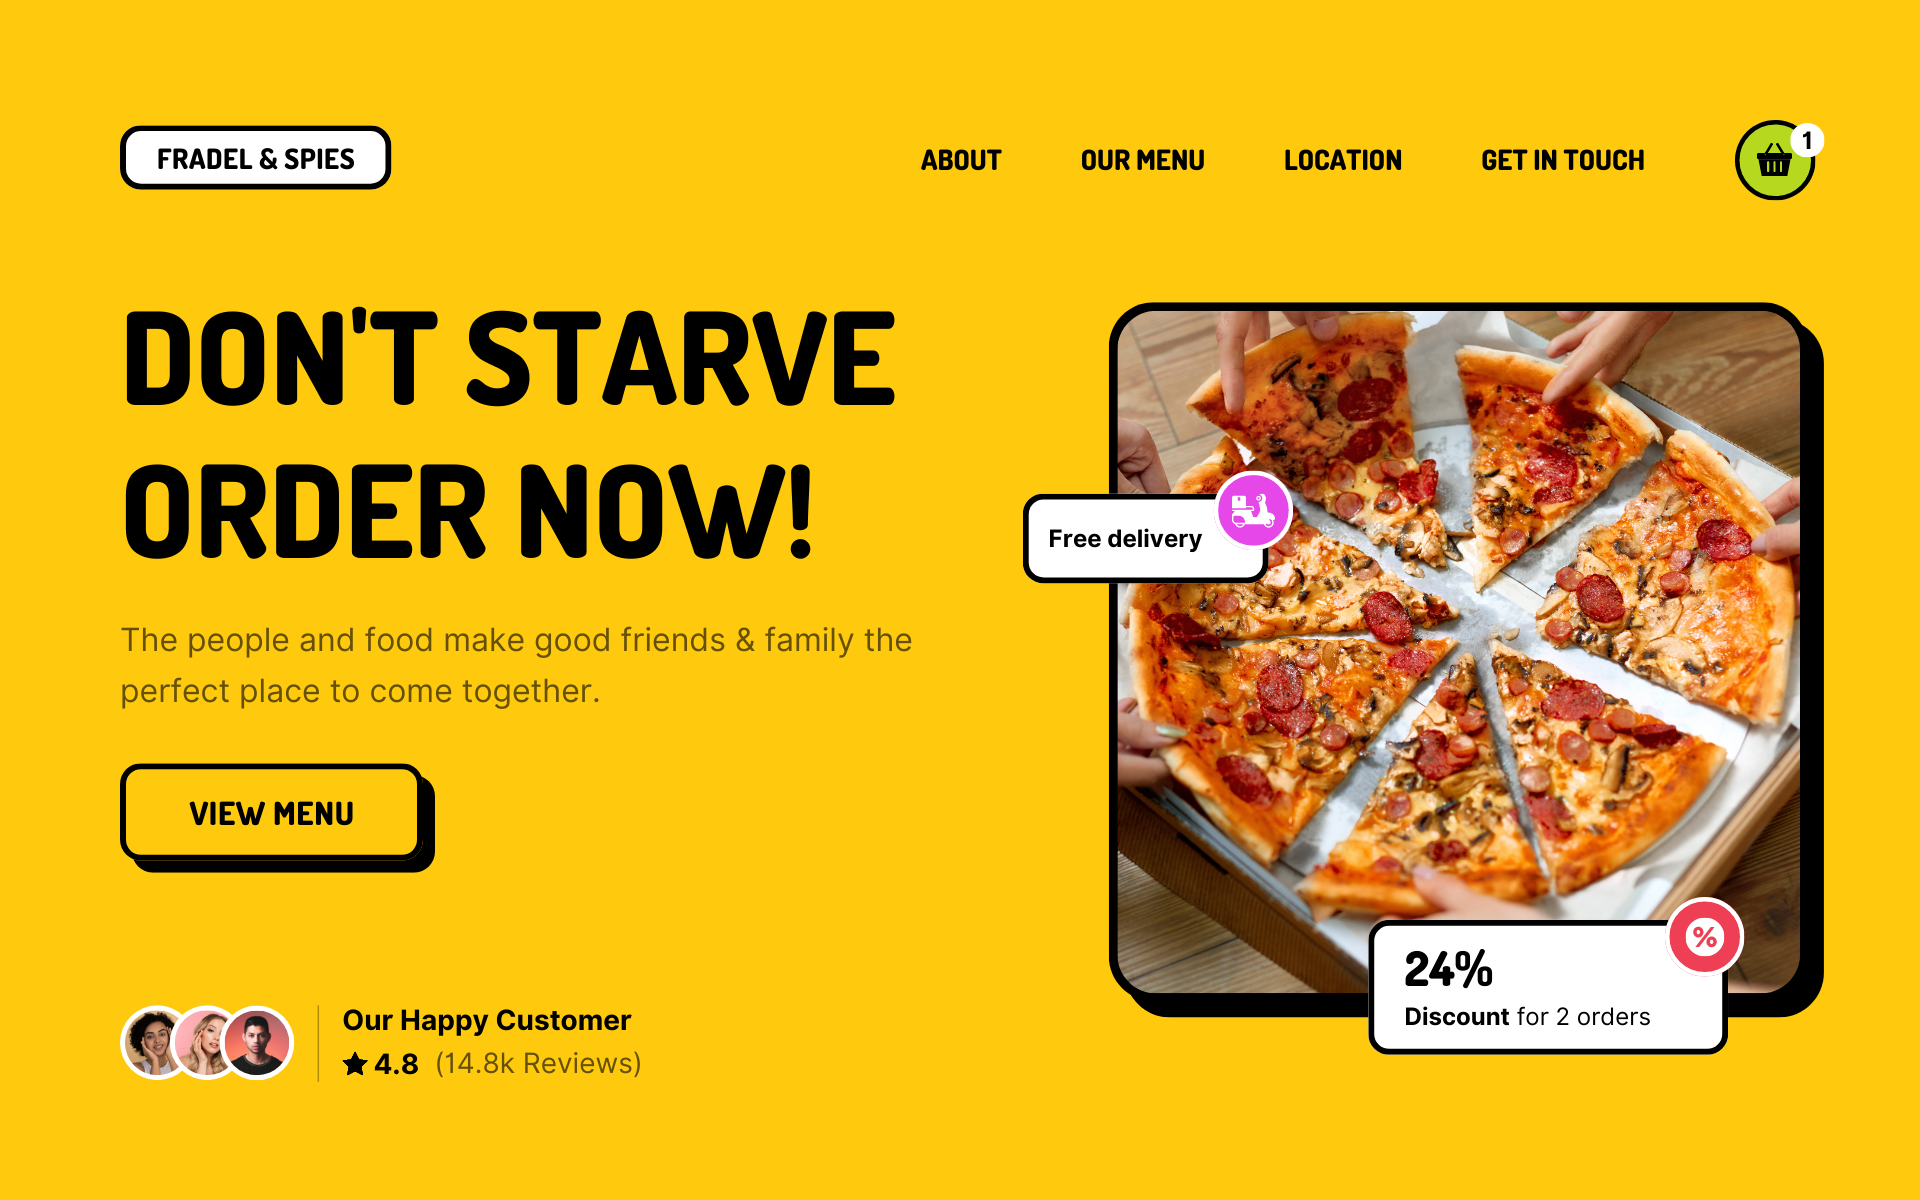 FRADEL & SPIES
ABOUT
OUR MENU
LOCATION
GET IN TOUCH
1
DON'T STARVE
ORDER NOW!
The people and food make good friends & family the
perfect place to come together.
VIEW MENU
Free delivery
%
24%
Discount for 2 orders
Our Happy Customer
4.8 (14.8k Reviews)